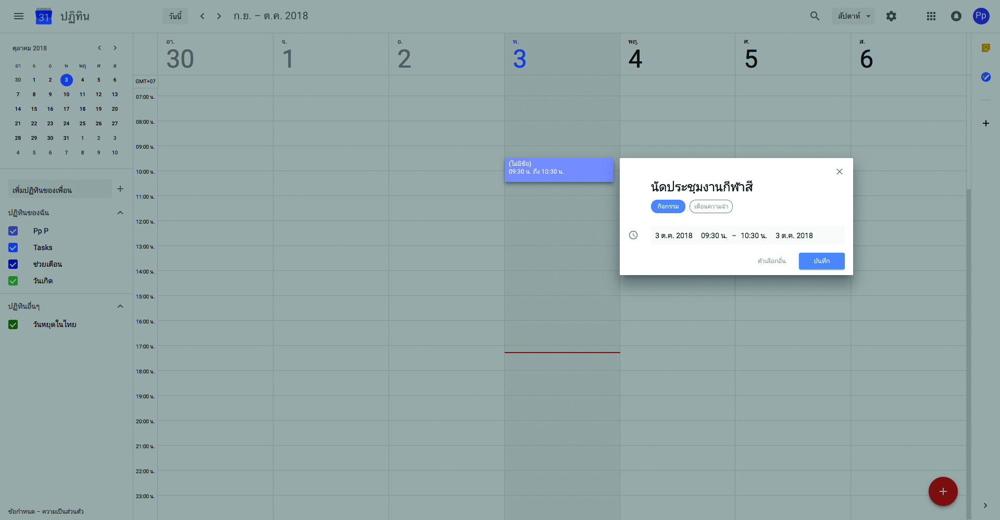 31 ปฏิทิน วันนี้ ก.ย. – ต.ค. 2018 สัปดาห์ Pp
ตุลาคม 2018
อา จ อ พ พฤ ศ ส
30 1 2 3 4 5 6
7 8 9 10 11 12 13
14 15 16 17 18 19 20
21 22 23 24 25 26 27
28 29 30 31 1 2 3
4 5 6 7 8 9 10
เพิ่มปฏิทินของเพื่อน
ปฏิทินของฉัน
Pp P
Tasks
ช่วยเตือน
วันเกิด
ปฏิทินอื่นๆ
วันหยุดในไทย
ข้อกำหนด – ความเป็นส่วนตัว
อา. จ. อ. พ. พฤ. ศ. ส.
30 1 2 3 4 5 6
GMT+07
07:00 น.
08:00 น.
09:00 น.
10:00 น.
11:00 น.
12:00 น.
13:00 น.
14:00 น.
15:00 น.
16:00 น.
17:00 น.
18:00 น.
19:00 น.
20:00 น.
21:00 น.
22:00 น.
23:00 น.
(ไม่มีชื่อ)
09:30 น. ถึง 10:30 น.
นัดประชุมงานกีฬาสี
กิจกรรม เตือนความจำ
3 ต.ค. 2018 09:30 น. – 10:30 น. 3 ต.ค. 2018
ตัวเลือกอื่น บันทึก